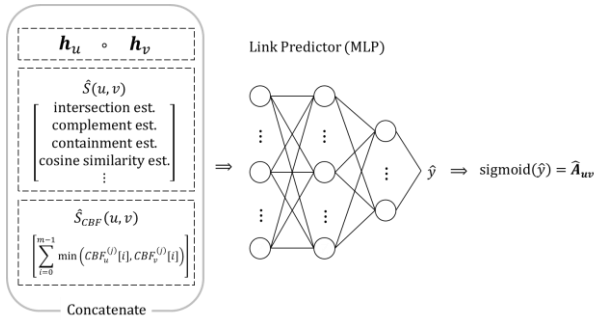 h_u ∘ h_v
Ŝ(u, v)
intersection est.
complement est.
containment est.
cosine similarity est.
⋮
Ŝ_CBF(u, v)
[∑_{i=0}^{m−1} min (CBF_u^{(j)}[i], CBF_v^{(j)}[i])]
Concatenate
⇒
Link Predictor (MLP)
⋮ ⋮ ⋮
⋮ ⋮
ŷ ⇒ sigmoid(ŷ) = Â_uv